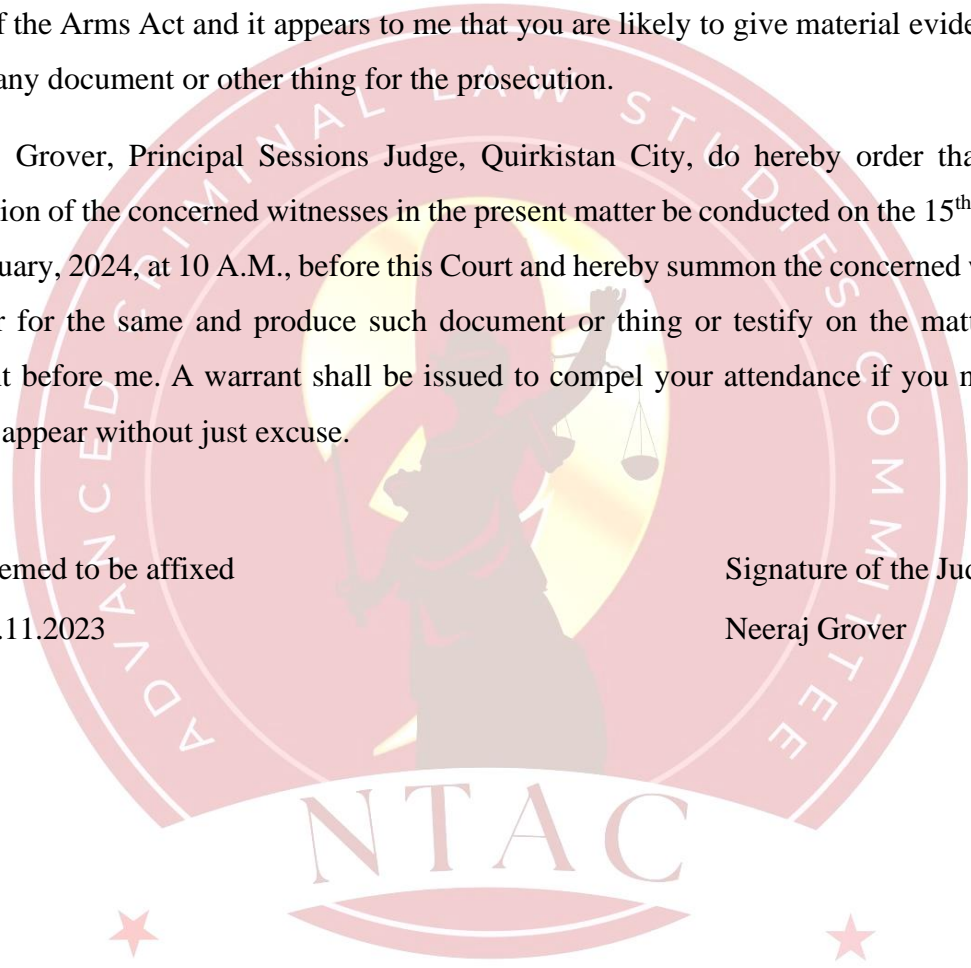 f the Arms Act and it appears to me that you are likely to give material evide
any document or other thing for the prosecution.
Grover, Principal Sessions Judge, Quirkistan City, do hereby order tha
ion of the concerned witnesses in the present matter be conducted on the 15th
uary, 2024, at 10 A.M., before this Court and hereby summon the concerned
r for the same and produce such document or thing or testify on the matt
t before me. A warrant shall be issued to compel your attendance if you n
appear without just excuse.
emed to be affixed
Signature of the Jud
.11.2023
Neeraj Grover
ADVANCED CRIMINAL LAW STUDIES COMMITTEE
NTAC